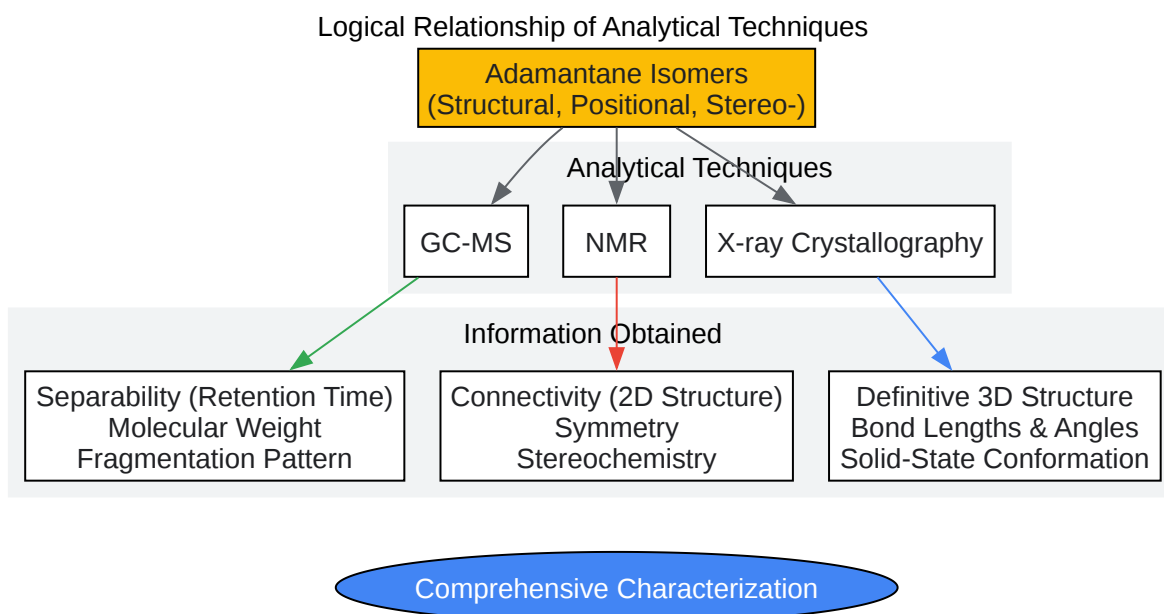 Logical Relationship of Analytical Techniques
Adamantane Isomers
(Structural, Positional, Stereo-)
Analytical Techniques
GC-MS
NMR
X-ray Crystallography
Information Obtained
Separability (Retention Time)
Molecular Weight
Fragmentation Pattern
Connectivity (2D Structure)
Symmetry
Stereochemistry
Definitive 3D Structure
Bond Lengths & Angles
Solid-State Conformation
Comprehensive Characterization